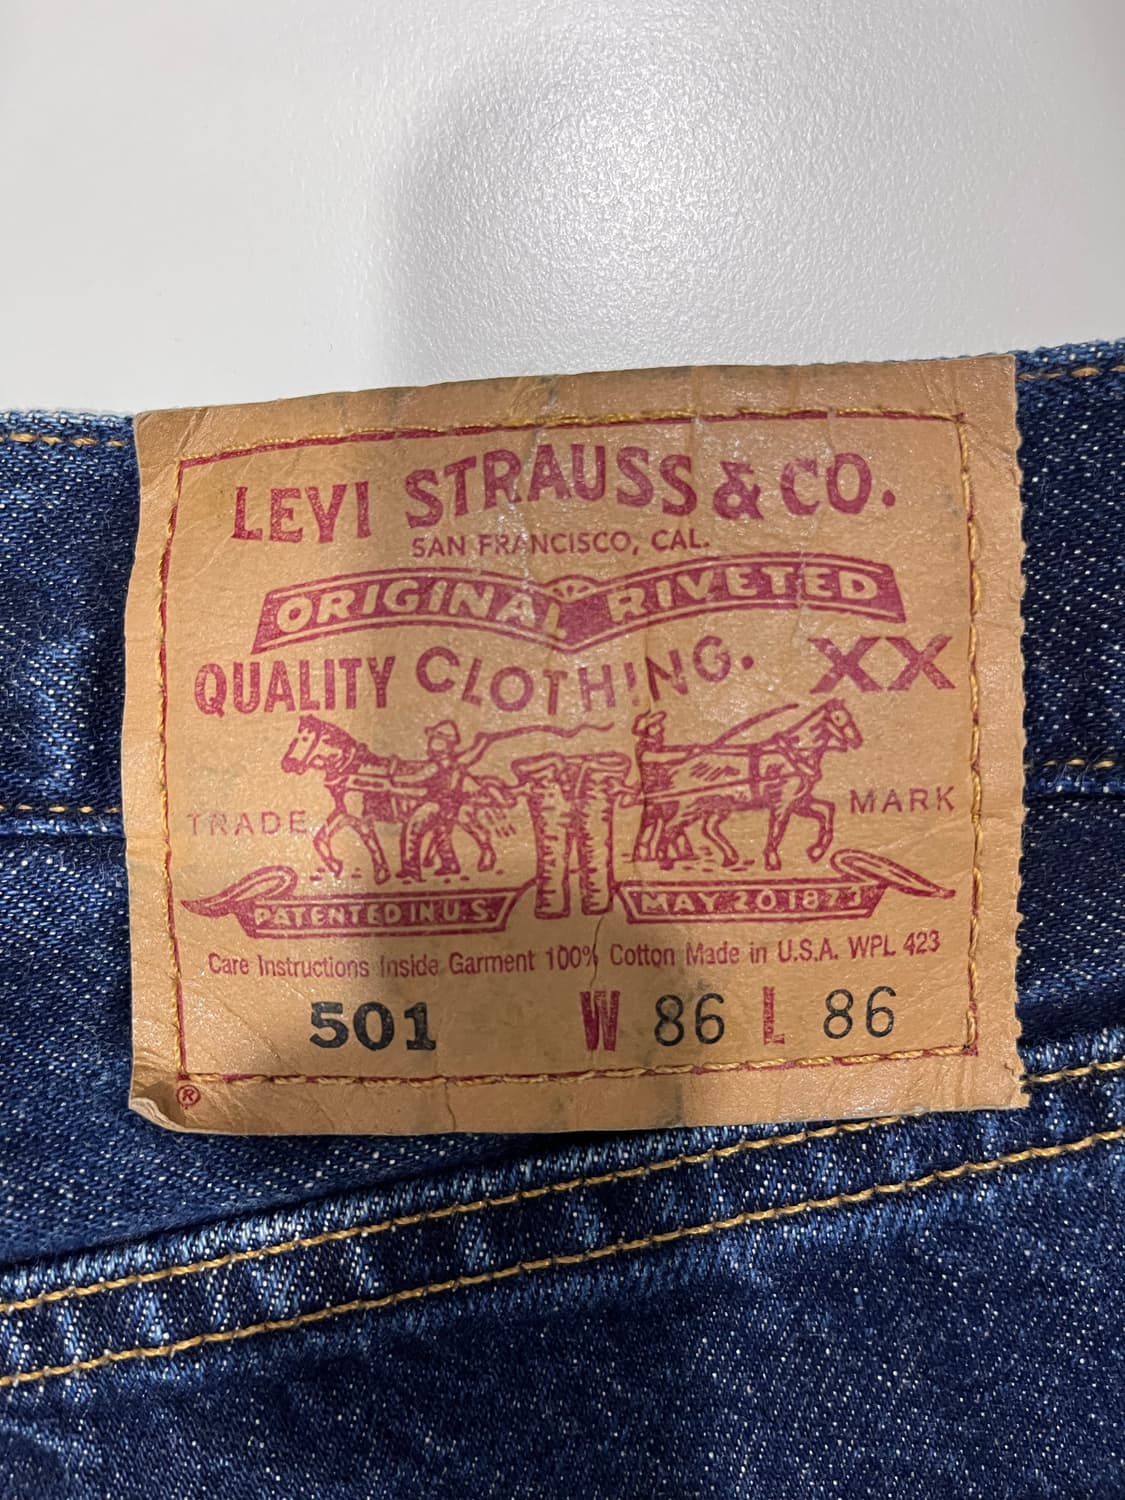 LEVI STRAUSS & CO.
SAN FRANCISCO, CAL.
ORIGINAL RIVETED
QUALITY CLOTHING. XX
TRADE MARK
PATENTED IN U.S. MAY 20 1873
Care Instructions Inside Garment 100% Cotton Made in U.S.A. WPL 423
501 W 86 L 86
®